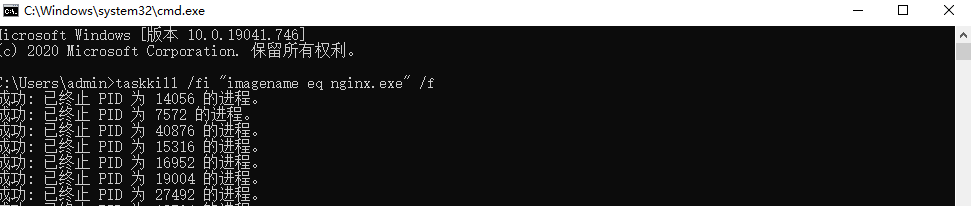 C:\Windows\system32\cmd.exe
Microsoft Windows [版本 10.0.19041.746]
(c) 2020 Microsoft Corporation. 保留所有权利。
C:\Users\admin>taskkill /fi "imagename eq nginx.exe" /f
成功: 已终止 PID 为 14056 的进程。
成功: 已终止 PID 为 7572 的进程。
成功: 已终止 PID 为 40876 的进程。
成功: 已终止 PID 为 15316 的进程。
成功: 已终止 PID 为 16952 的进程。
成功: 已终止 PID 为 19004 的进程。
成功: 已终止 PID 为 27492 的进程。